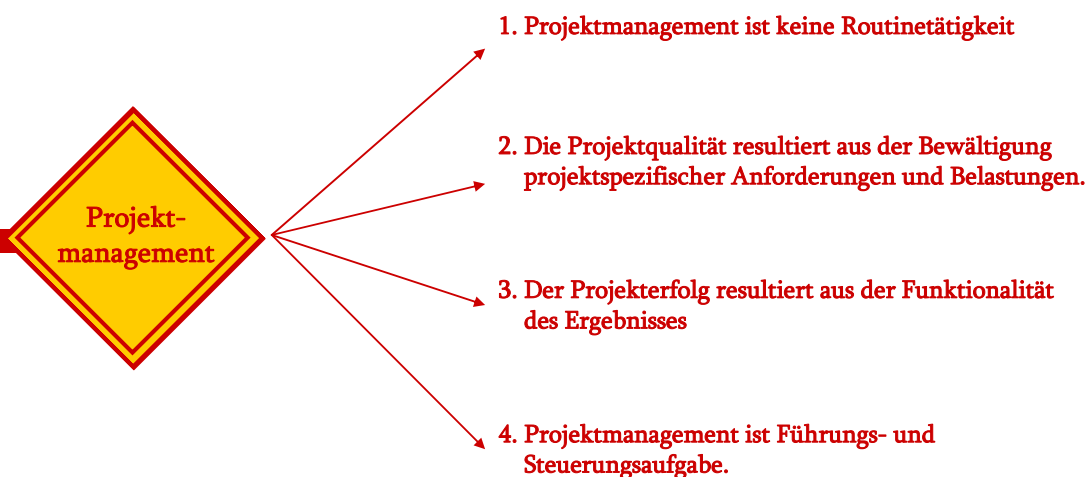 1. Projektmanagement ist keine Routinetätigkeit
2. Die Projektqualität resultiert aus der Bewältigung
projektspezifischer Anforderungen und Belastungen.
Projekt-
management
3. Der Projekterfolg resultiert aus der Funktionalität
des Ergebnisses
4. Projektmanagement ist Führungs- und
Steuerungsaufgabe.